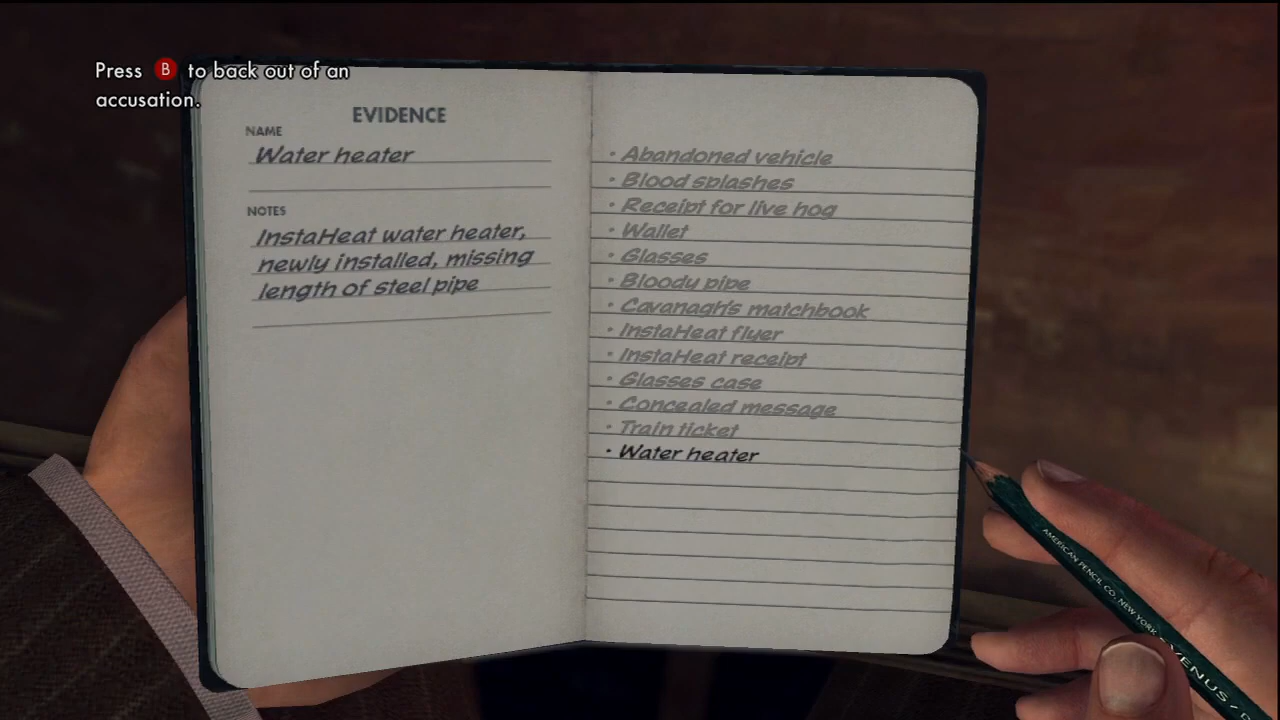 Press B to back out of an
accusation.
EVIDENCE
NAME
Water heater
NOTES
InstaHeat water heater,
newly installed, missing
length of steel pipe
· Abandoned vehicle
· Blood splashes
· Receipt for live hog
· Wallet
· Glasses
· Bloody pipe
· Cavanagh's matchbook
· InstaHeat flyer
· InstaHeat receipt
· Glasses case
· Concealed message
· Train ticket
· Water heater
AMERICAN PENCIL CO. NEW YORK VENUS